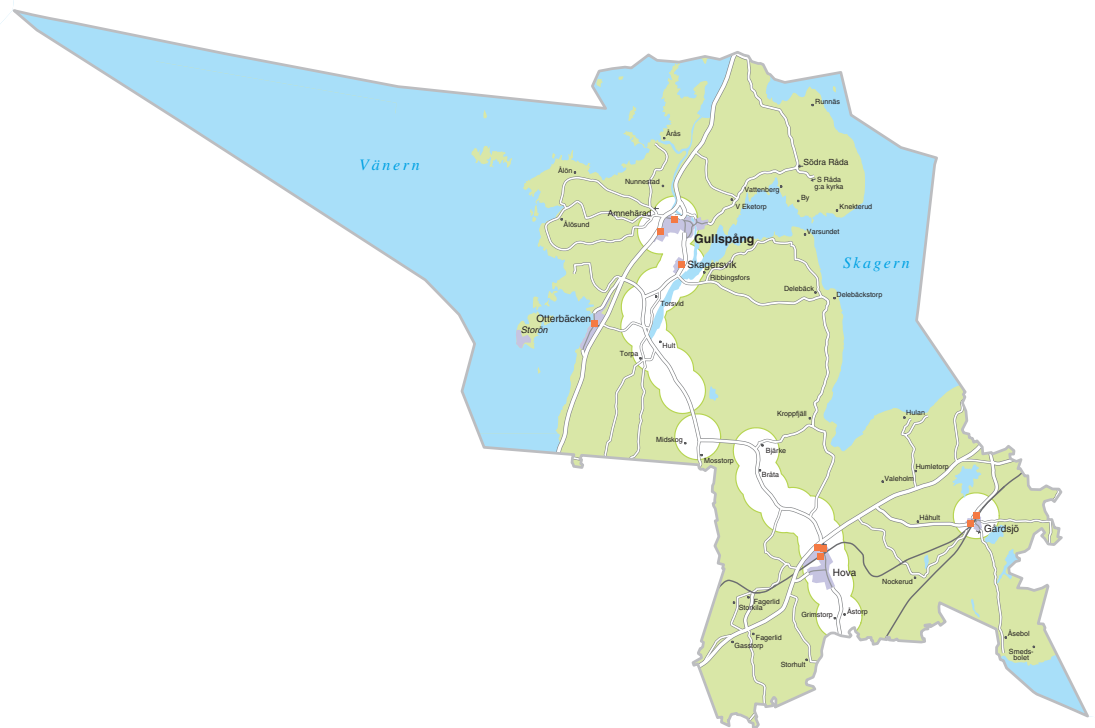 Runnäs
Årås
Vänern
Södra Råda
Ålön
Nunnestad
S Råda
g:a kyrka
Vattenberg
By
V Eketorp
Knekterud
Amnehärad
Ålösund
Varsundet
Gullspång
Skagersvik
Skagern
Ribbingsfors
Delebäck
Delebäckstorp
Torsvid
Otterbäcken
Storön
Hult
Torpa
Kroppfjäll
Hulan
Midskog
Bjärke
Mosstorp
Bråta
Humletorp
Valeholm
Håhult
Gårdsjö
Hova
Nockerud
Fagerlid
Storkila
Grimstorp
Åstorp
Fagerlid
Gasstorp
Åsebol
Smeds-
bolet
Storhult